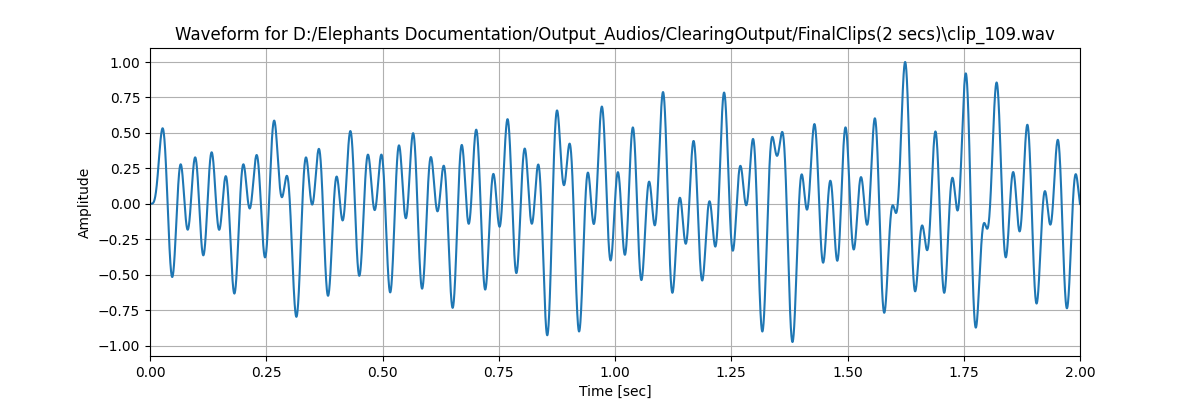 Waveform for D:/Elephants Documentation/Output_Audios/ClearingOutput/FinalClips(2 secs)\clip_109.wav
1.00
0.75
0.50
0.25
0.00
−0.25
−0.50
−0.75
−1.00
Amplitude
0.00 0.25 0.50 0.75 1.00 1.25 1.50 1.75 2.00
Time [sec]